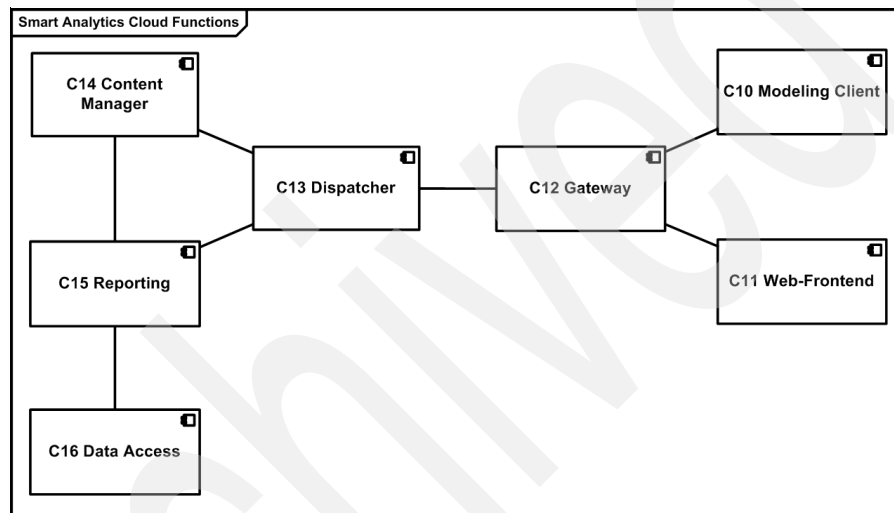 Smart Analytics Cloud Functions
C14 Content
Manager
C10 Modeling Client
C13 Dispatcher
C12 Gateway
C15 Reporting
C11 Web-Frontend
C16 Data Access